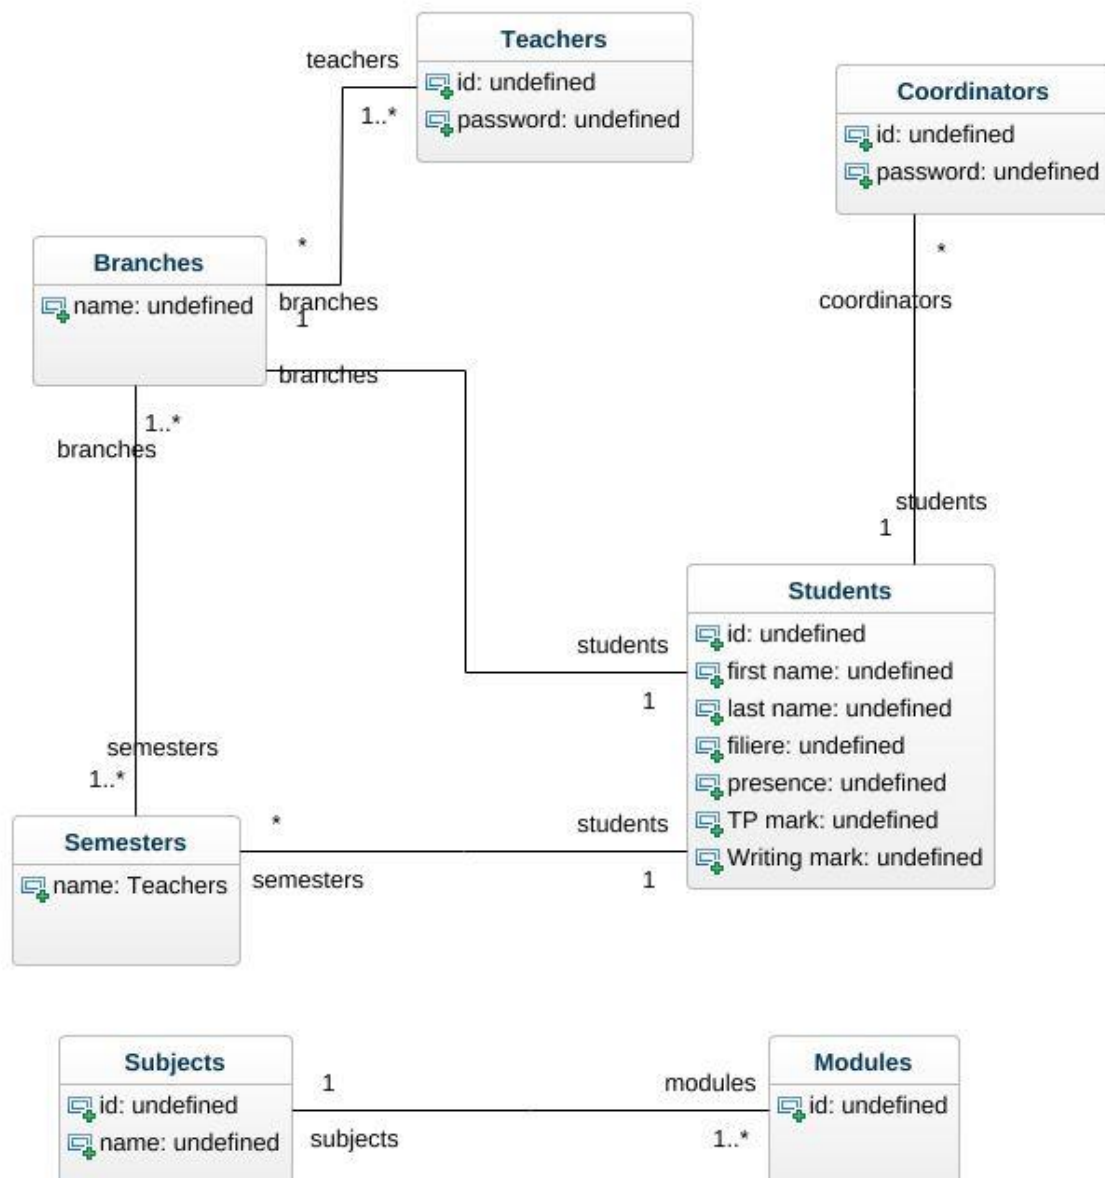 Teachers
id: undefined
password: undefined
teachers
1..*
Coordinators
id: undefined
password: undefined
*
coordinators
Branches
name: undefined
*
branches
1
branches
1..*
branches
students
1
Students
id: undefined
first name: undefined
last name: undefined
filiere: undefined
presence: undefined
TP mark: undefined
Writing mark: undefined
students
1
semesters
1..*
Semesters
name: Teachers
*
semesters
students
1
Subjects
id: undefined
name: undefined
1
subjects
modules
1..*
Modules
id: undefined